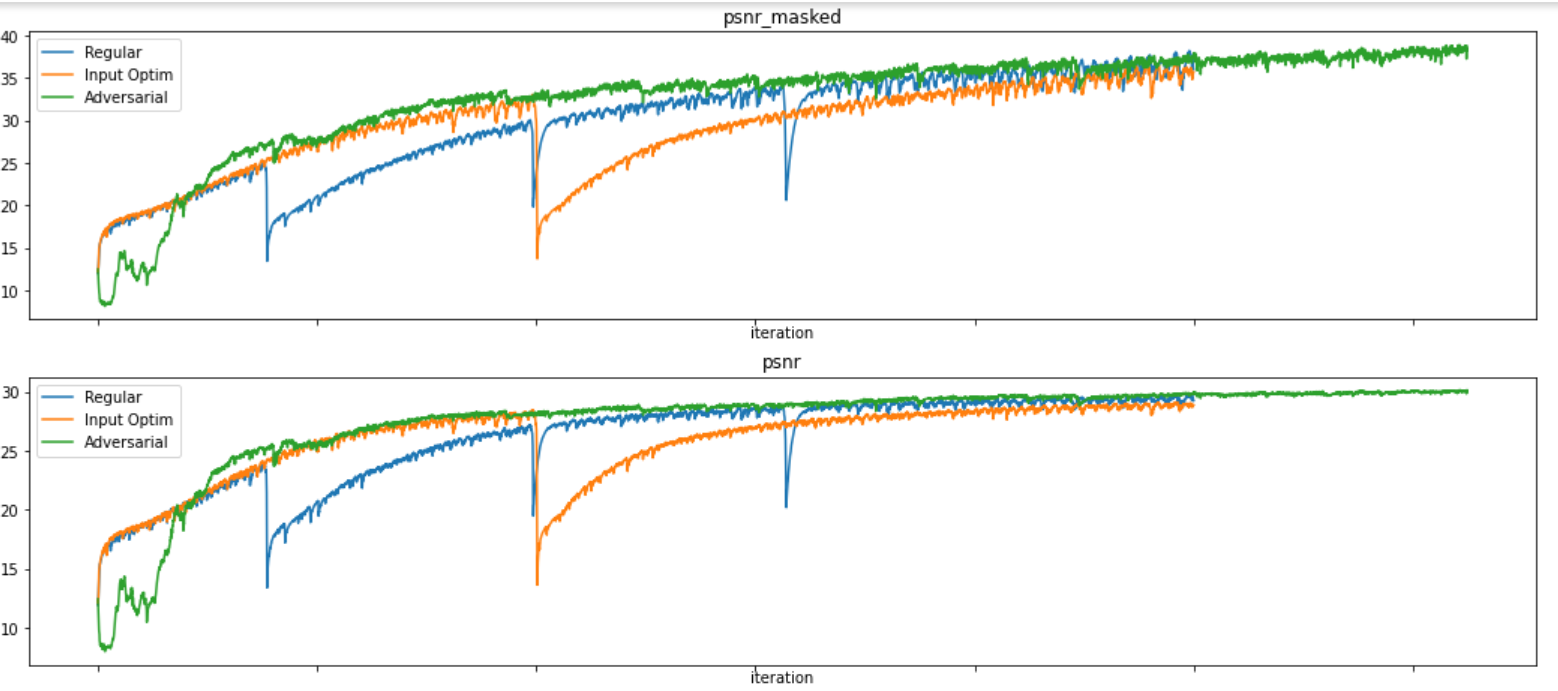 psnr_masked
40
35
30
25
20
15
10
Regular
Input Optim
Adversarial
iteration
psnr
30
25
20
15
10
Regular
Input Optim
Adversarial
iteration